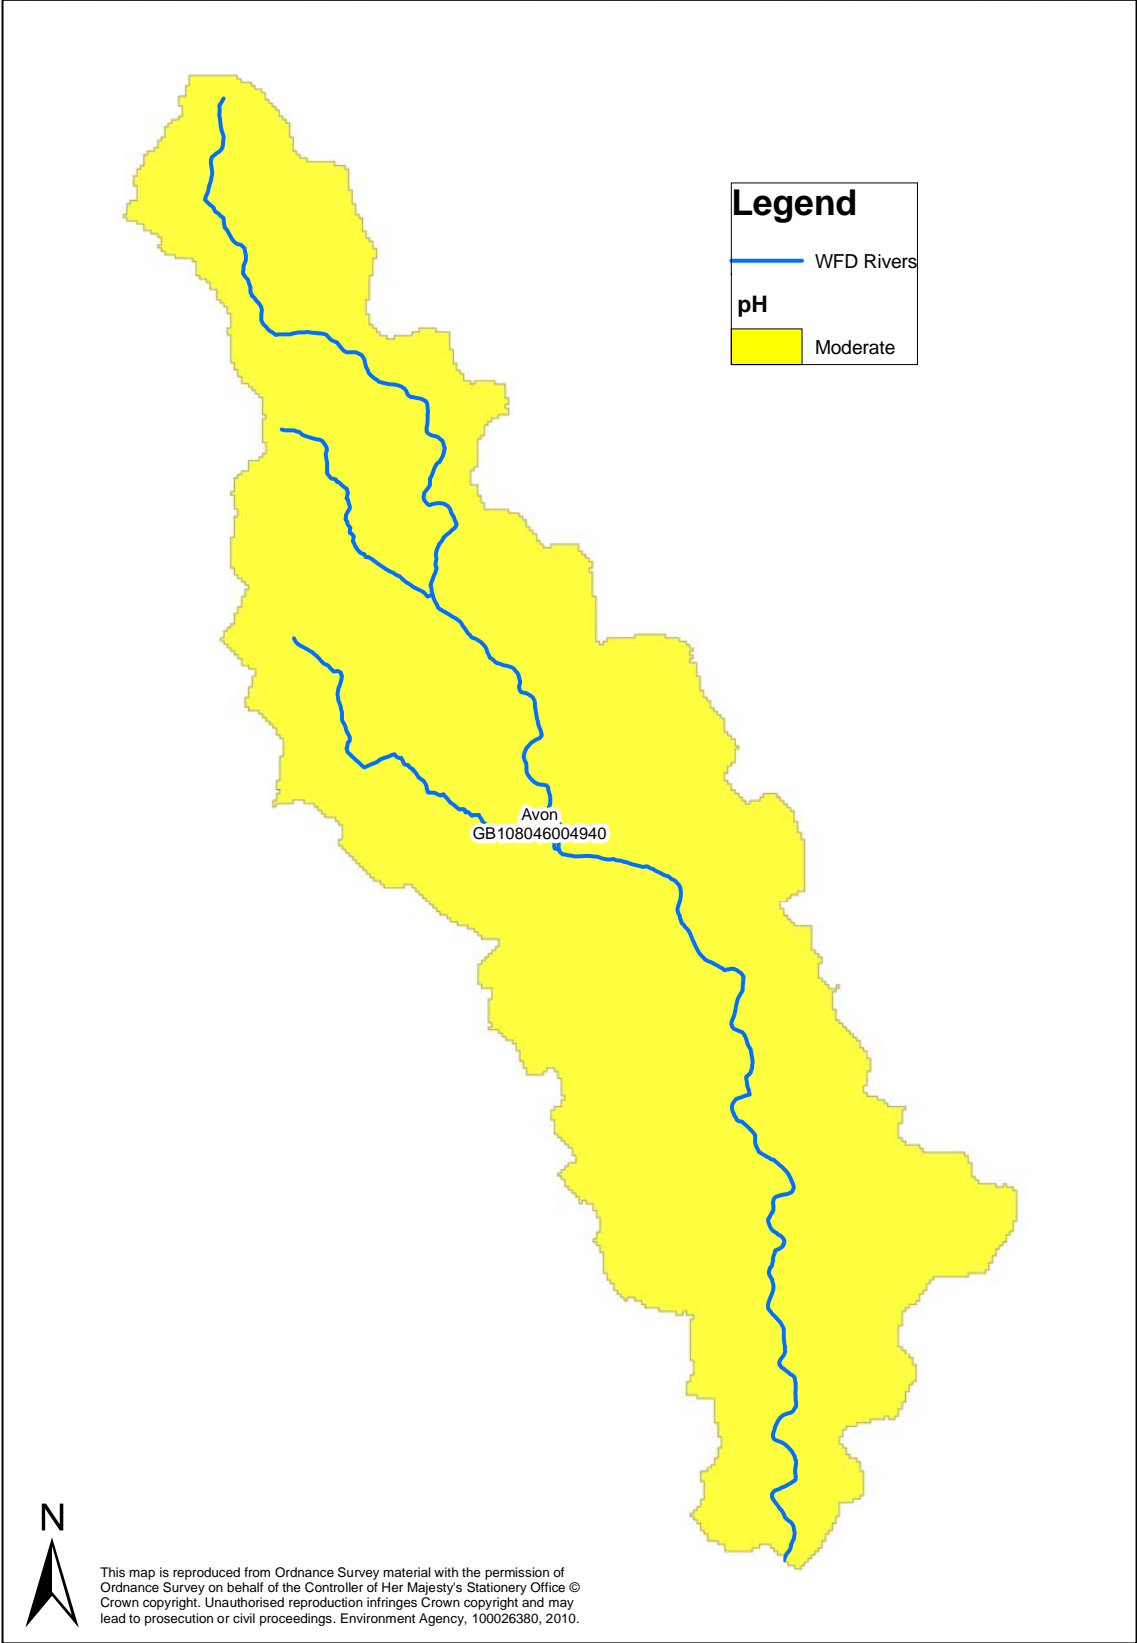 Legend
WFD Rivers
pH
Moderate
Avon
GB108046004940
N
This map is reproduced from Ordnance Survey material with the permission of
Ordnance Survey on behalf of the Controller of Her Majesty's Stationery Office ©
Crown copyright. Unauthorised reproduction infringes Crown copyright and may
lead to prosecution or civil proceedings. Environment Agency, 100026380, 2010.